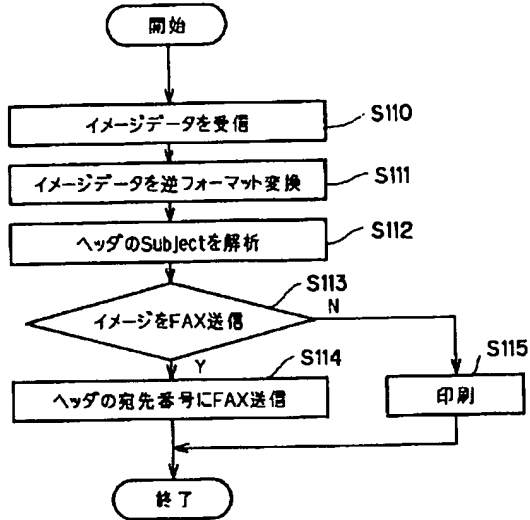 開始
イメージデータを受信
S110
イメージデータを逆フォーマット変換
S111
ヘッダのSubjectを解析
S112
イメージをFAX送信
S113
N
Y
ヘッダの宛先番号にFAX送信
S114
印刷
S115
終了